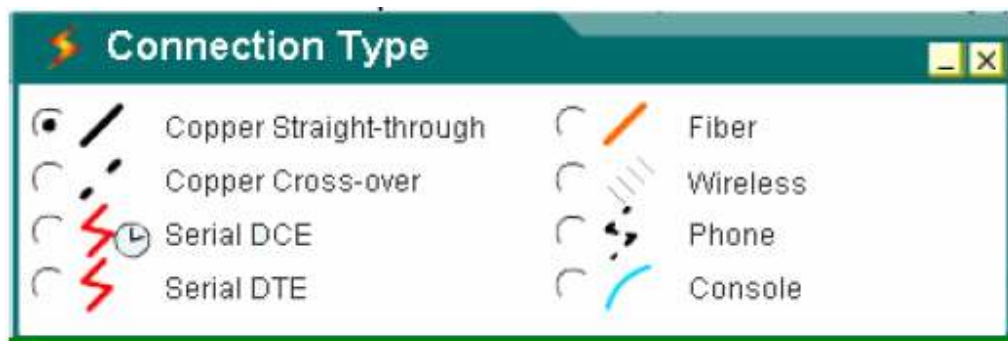 Connection Type
Copper Straight-through
Fiber
Copper Cross-over
Wireless
Serial DCE
Phone
Serial DTE
Console